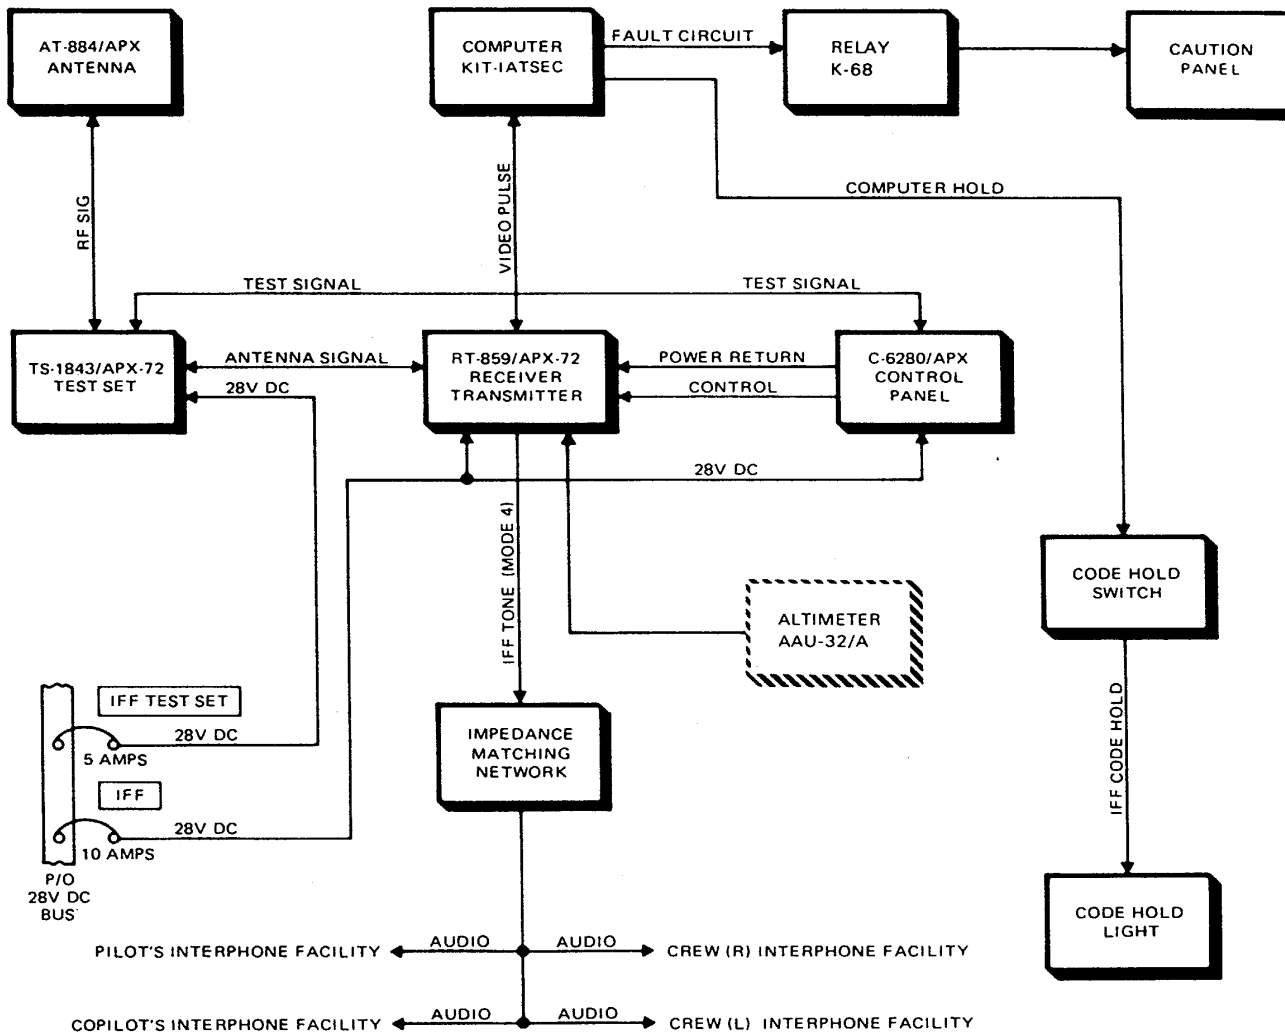 AT-884/APX
ANTENNA
COMPUTER
KIT-IATSEC
FAULT CIRCUIT
RELAY
K-68
CAUTION
PANEL
COMPUTER HOLD
RF SIG
VIDEO PULSE
TEST SIGNAL
TEST SIGNAL
TS-1843/APX-72
TEST SET
ANTENNA SIGNAL
28V DC
RT-859/APX-72
RECEIVER
TRANSMITTER
POWER RETURN
CONTROL
C-6280/APX
CONTROL
PANEL
28V DC
IFF TONE (MODE 4)
ALTIMETER
AAU-32/A
CODE HOLD
SWITCH
IFF TEST SET
28V DC
5 AMPS
IFF
28V DC
10 AMPS
P/O
28V DC
BUS
IMPEDANCE
MATCHING
NETWORK
IFF CODE HOLD
CODE HOLD
LIGHT
PILOT'S INTERPHONE FACILITY
AUDIO
AUDIO
CREW (R) INTERPHONE FACILITY
COPILOT'S INTERPHONE FACILITY
AUDIO
AUDIO
CREW (L) INTERPHONE FACILITY